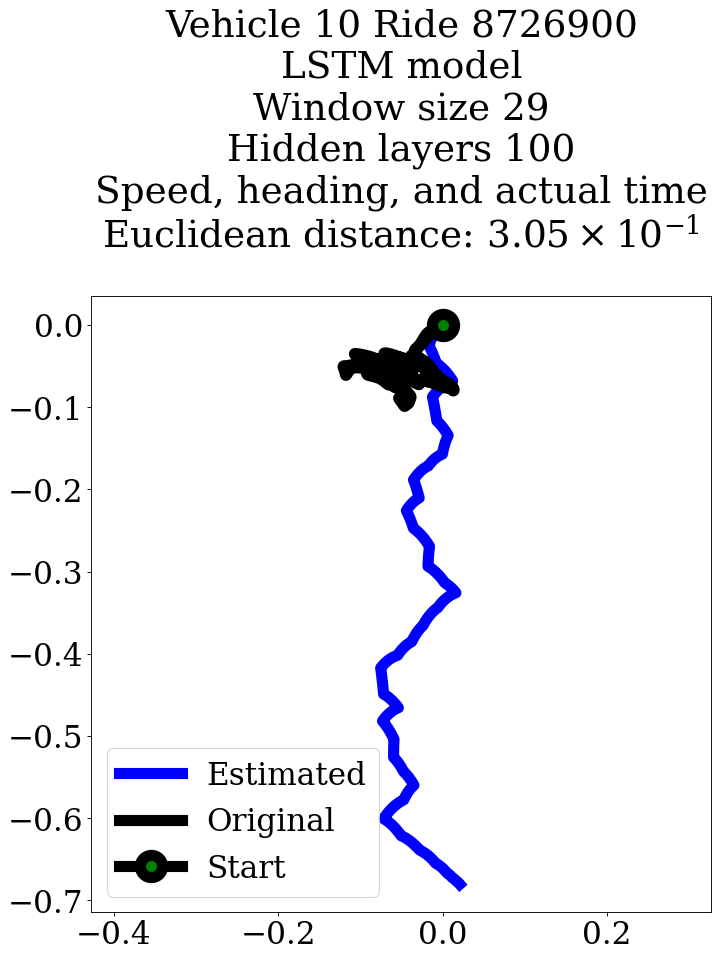 Vehicle 10 Ride 8726900
LSTM model
Window size 29
Hidden layers 100
Speed, heading, and actual time
Euclidean distance: 3.05 × 10⁻¹
0.0
−0.1
−0.2
−0.3
−0.4
−0.5
−0.6
−0.7
Estimated
Original
Start
−0.4 −0.2 0.0 0.2